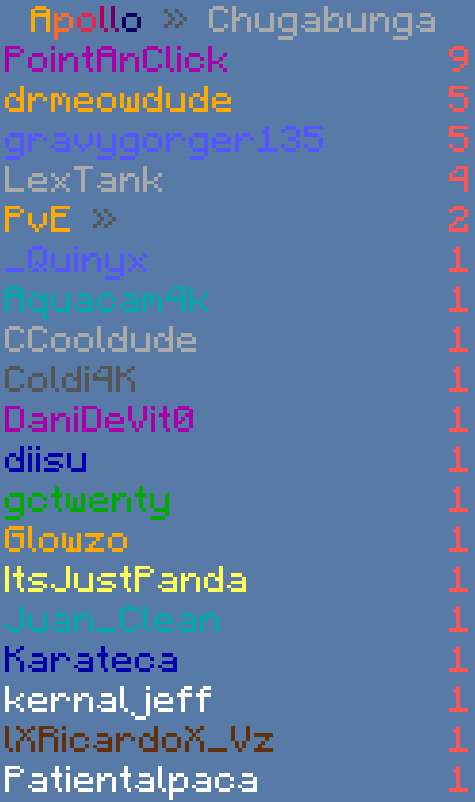 Apollo » Chugabunga
PointAnClick 9
drmeowdude 5
gravygorger135 5
LexTank 4
PvE » 2
_Quinyx 1
Aquacam4k 1
CCooldude 1
Coldi4K 1
DaniDeVit0 1
diisu 1
gctwenty 1
Glowzo 1
ItsJustPanda 1
Juan_Clean 1
Karateca 1
kernaljeff 1
lXRicardoX_Vz 1
Patientalpaca 1